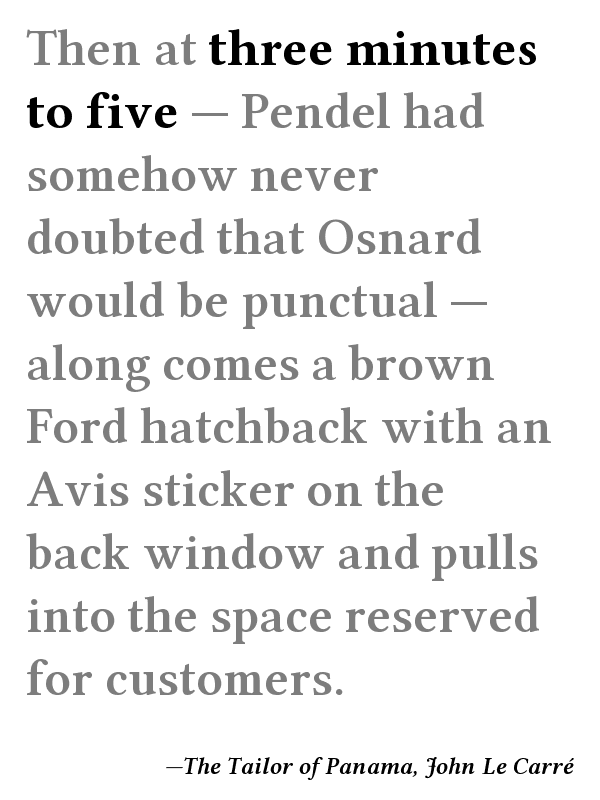 Then at three minutes
to five — Pendel had
somehow never
doubted that Osnard
would be punctual —
along comes a brown
Ford hatchback with an
Avis sticker on the
back window and pulls
into the space reserved
for customers.
—The Tailor of Panama, John Le Carré